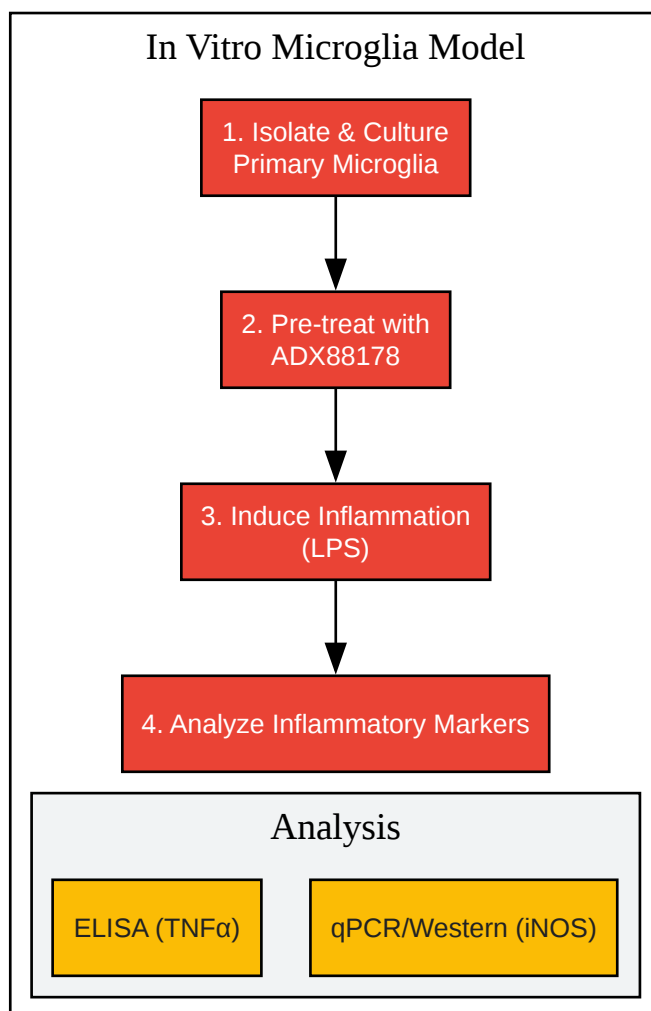 In Vitro Microglia Model
1. Isolate & Culture
Primary Microglia
2. Pre-treat with
ADX88178
3. Induce Inflammation
(LPS)
4. Analyze Inflammatory Markers
Analysis
ELISA (TNFα)
qPCR/Western (iNOS)